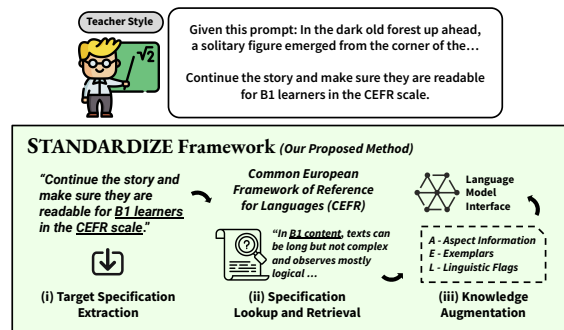 Teacher Style
√2
Given this prompt: In the dark old forest up ahead,
a solitary figure emerged from the corner of the…
Continue the story and make sure they are readable
for B1 learners in the CEFR scale.
STANDARDIZE Framework (Our Proposed Method)
"Continue the story and
make sure they are
readable for B1 learners
in the CEFR scale."
(i) Target Specification
Extraction
Common European
Framework of Reference
for Languages (CEFR)
"In B1 content, texts can
be long but not complex
and observes mostly
logical …
(ii) Specification
Lookup and Retrieval
Language
Model
Interface
A - Aspect Information
E - Exemplars
L - Linguistic Flags
(iii) Knowledge
Augmentation